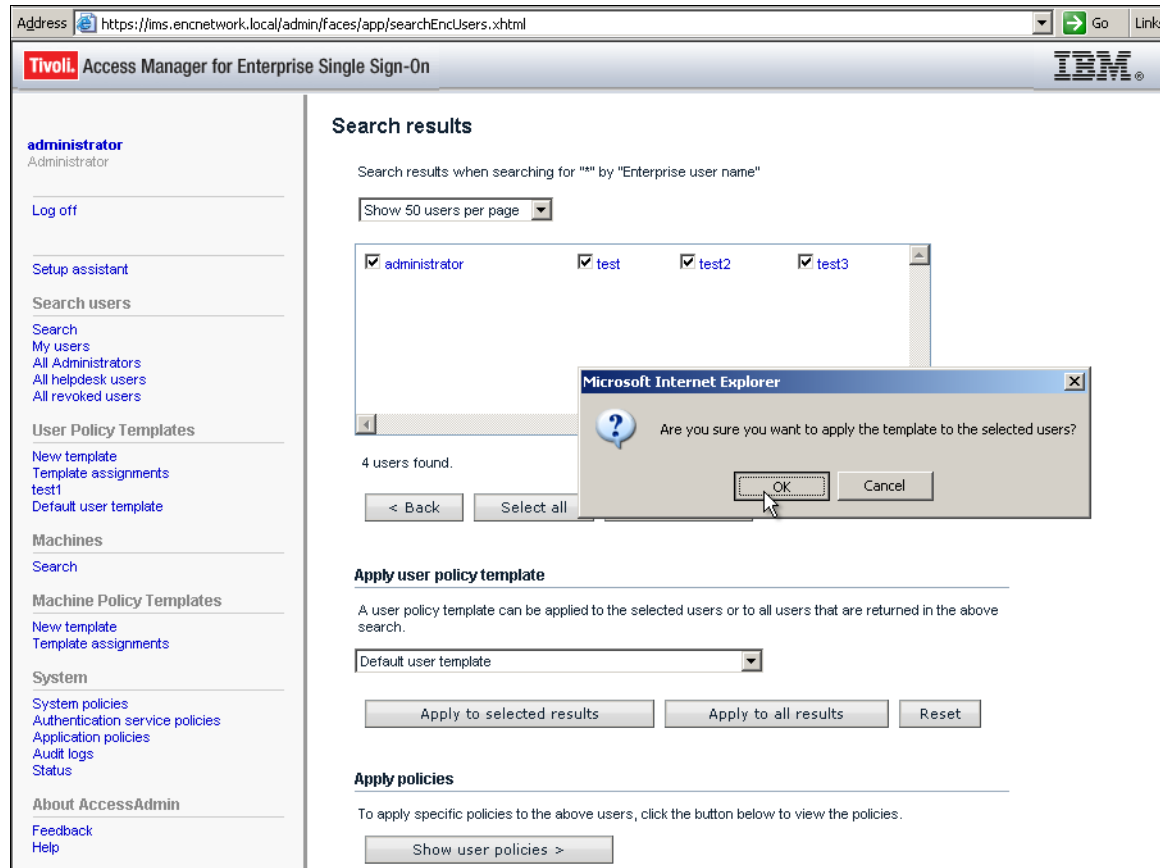 Address https://ims.encnetwork.local/admin/faces/app/searchEncUsers.xhtml Go Links
Tivoli. Access Manager for Enterprise Single Sign-On IBM®
administrator
Administrator
Log off
Setup assistant
Search users
Search
My users
All Administrators
All helpdesk users
All revoked users
User Policy Templates
New template
Template assignments
test1
Default user template
Machines
Search
Machine Policy Templates
New template
Template assignments
System
System policies
Authentication service policies
Application policies
Audit logs
Status
About AccessAdmin
Feedback
Help
Search results
Search results when searching for "*" by "Enterprise user name"
Show 50 users per page
administrator test test2 test3
Microsoft Internet Explorer
Are you sure you want to apply the template to the selected users?
OK Cancel
4 users found.
< Back Select all
Apply user policy template
A user policy template can be applied to the selected users or to all users that are returned in the above
search.
Default user template
Apply to selected results Apply to all results Reset
Apply policies
To apply specific policies to the above users, click the button below to view the policies.
Show user policies >